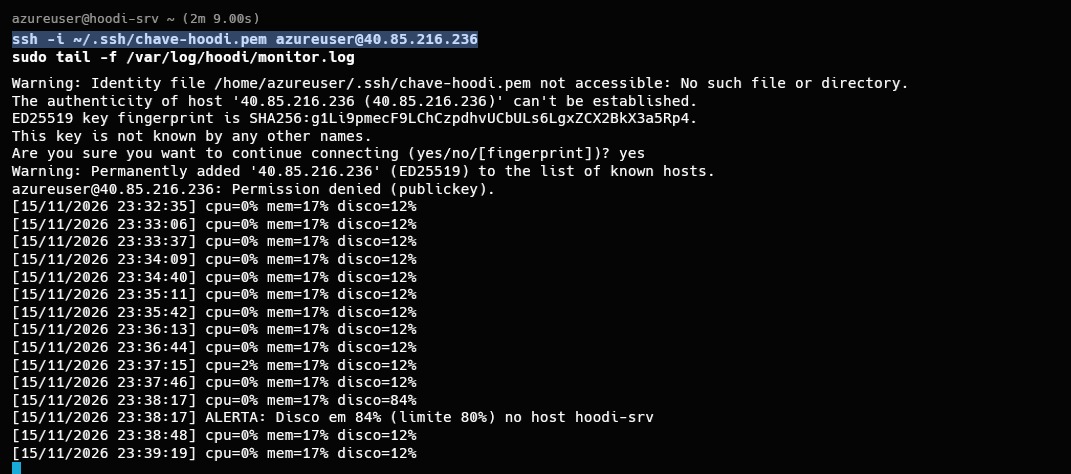 azureuser@hoodi-srv ~ (2m 9.00s)
ssh -i ~/.ssh/chave-hoodi.pem azureuser@40.85.216.236
sudo tail -f /var/log/hoodi/monitor.log
Warning: Identity file /home/azureuser/.ssh/chave-hoodi.pem not accessible: No such file or directory.
The authenticity of host '40.85.216.236 (40.85.216.236)' can't be established.
ED25519 key fingerprint is SHA256:g1Li9pmecF9LChCzpdhvUCbULs6LgxZCX2BkX3a5Rp4.
This key is not known by any other names.
Are you sure you want to continue connecting (yes/no/[fingerprint])? yes
Warning: Permanently added '40.85.216.236' (ED25519) to the list of known hosts.
azureuser@40.85.216.236: Permission denied (publickey).
[15/11/2026 23:32:35] cpu=0% mem=17% disco=12%
[15/11/2026 23:33:06] cpu=0% mem=17% disco=12%
[15/11/2026 23:33:37] cpu=0% mem=17% disco=12%
[15/11/2026 23:34:09] cpu=0% mem=17% disco=12%
[15/11/2026 23:34:40] cpu=0% mem=17% disco=12%
[15/11/2026 23:35:11] cpu=0% mem=17% disco=12%
[15/11/2026 23:35:42] cpu=0% mem=17% disco=12%
[15/11/2026 23:36:13] cpu=0% mem=17% disco=12%
[15/11/2026 23:36:44] cpu=0% mem=17% disco=12%
[15/11/2026 23:37:15] cpu=2% mem=17% disco=12%
[15/11/2026 23:37:46] cpu=0% mem=17% disco=12%
[15/11/2026 23:38:17] cpu=0% mem=17% disco=84%
[15/11/2026 23:38:17] ALERTA: Disco em 84% (limite 80%) no host hoodi-srv
[15/11/2026 23:38:48] cpu=0% mem=17% disco=12%
[15/11/2026 23:39:19] cpu=0% mem=17% disco=12%